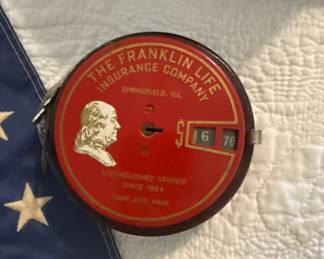 THE FRANKLIN LIFE
INSURANCE COMPANY
SPRINGFIELD, ILL.
$ 6 70
DISTINGUISHED SERVICE
SINCE 1884
SAVE AND HAVE